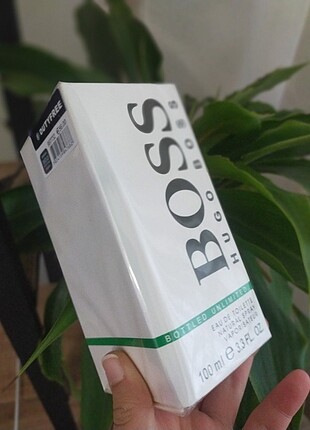 DUTYFREE
BOSS
HUGO BOSS
BOTTLED UNLIMITED
EAU DE TOILETTE
NATURAL SPRAY
VAPORISATEUR
100 ml e 3.3 FL. OZ.